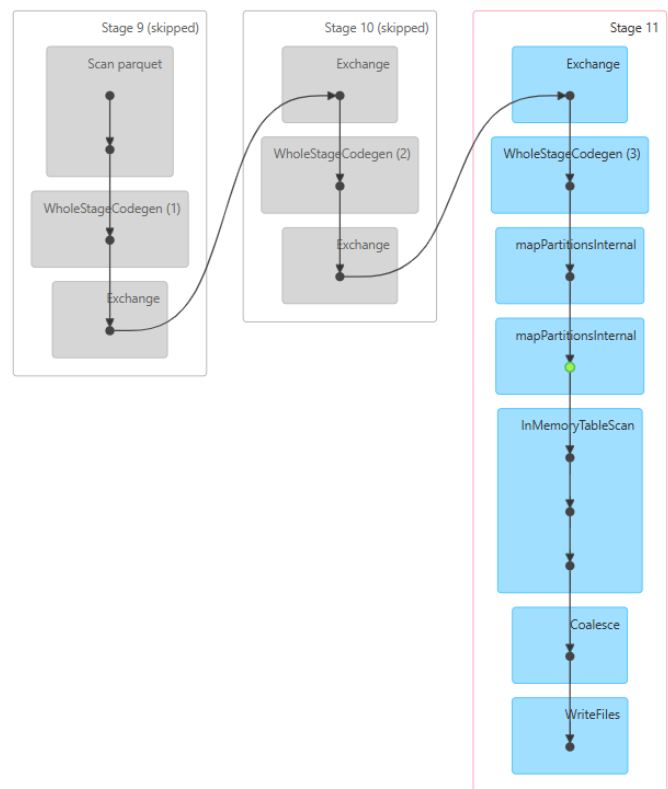 Stage 9 (skipped)
Scan parquet
WholeStageCodegen (1)
Exchange
Stage 10 (skipped)
Exchange
WholeStageCodegen (2)
Exchange
Stage 11
Exchange
WholeStageCodegen (3)
mapPartitionsInternal
mapPartitionsInternal
InMemoryTableScan
Coalesce
WriteFiles